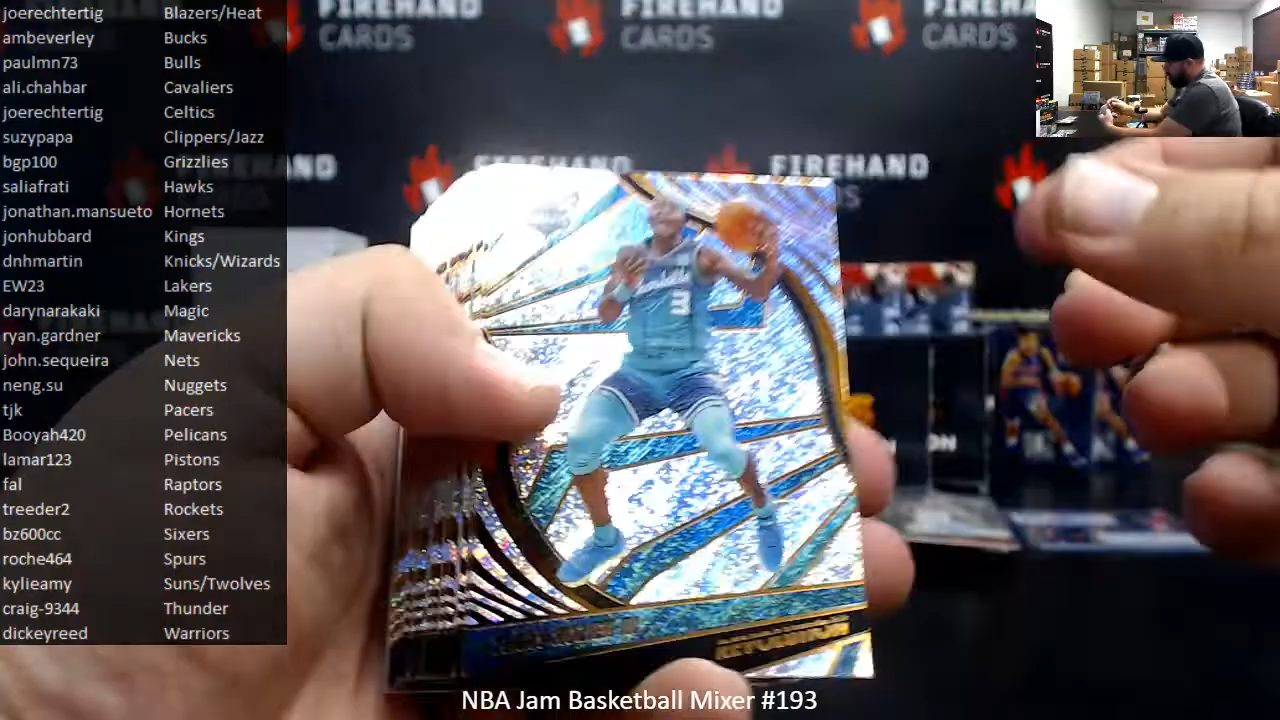 joerechtertig Blazers/Heat
ambeverley Bucks
paulmn73 Bulls
ali.chahbar Cavaliers
joerechtertig Celtics
suzypapa Clippers/Jazz
bgp100 Grizzlies
saliafrati Hawks
jonathan.mansueto Hornets
jonhubbard Kings
dnhmartin Knicks/Wizards
EW23 Lakers
darynarakaki Magic
ryan.gardner Mavericks
john.sequeira Nets
neng.su Nuggets
tjk Pacers
Booyah420 Pelicans
lamar123 Pistons
fal Raptors
treeder2 Rockets
bz600cc Sixers
roche464 Spurs
kylieamy Suns/Twolves
craig-9344 Thunder
dickeyreed Warriors
FIREHAND CARDS
FIREHAND CARDS
FIREHA
CARDS
FIREHAND
FIREHAND
3
REVOLUTION
NBA Jam Basketball Mixer #193